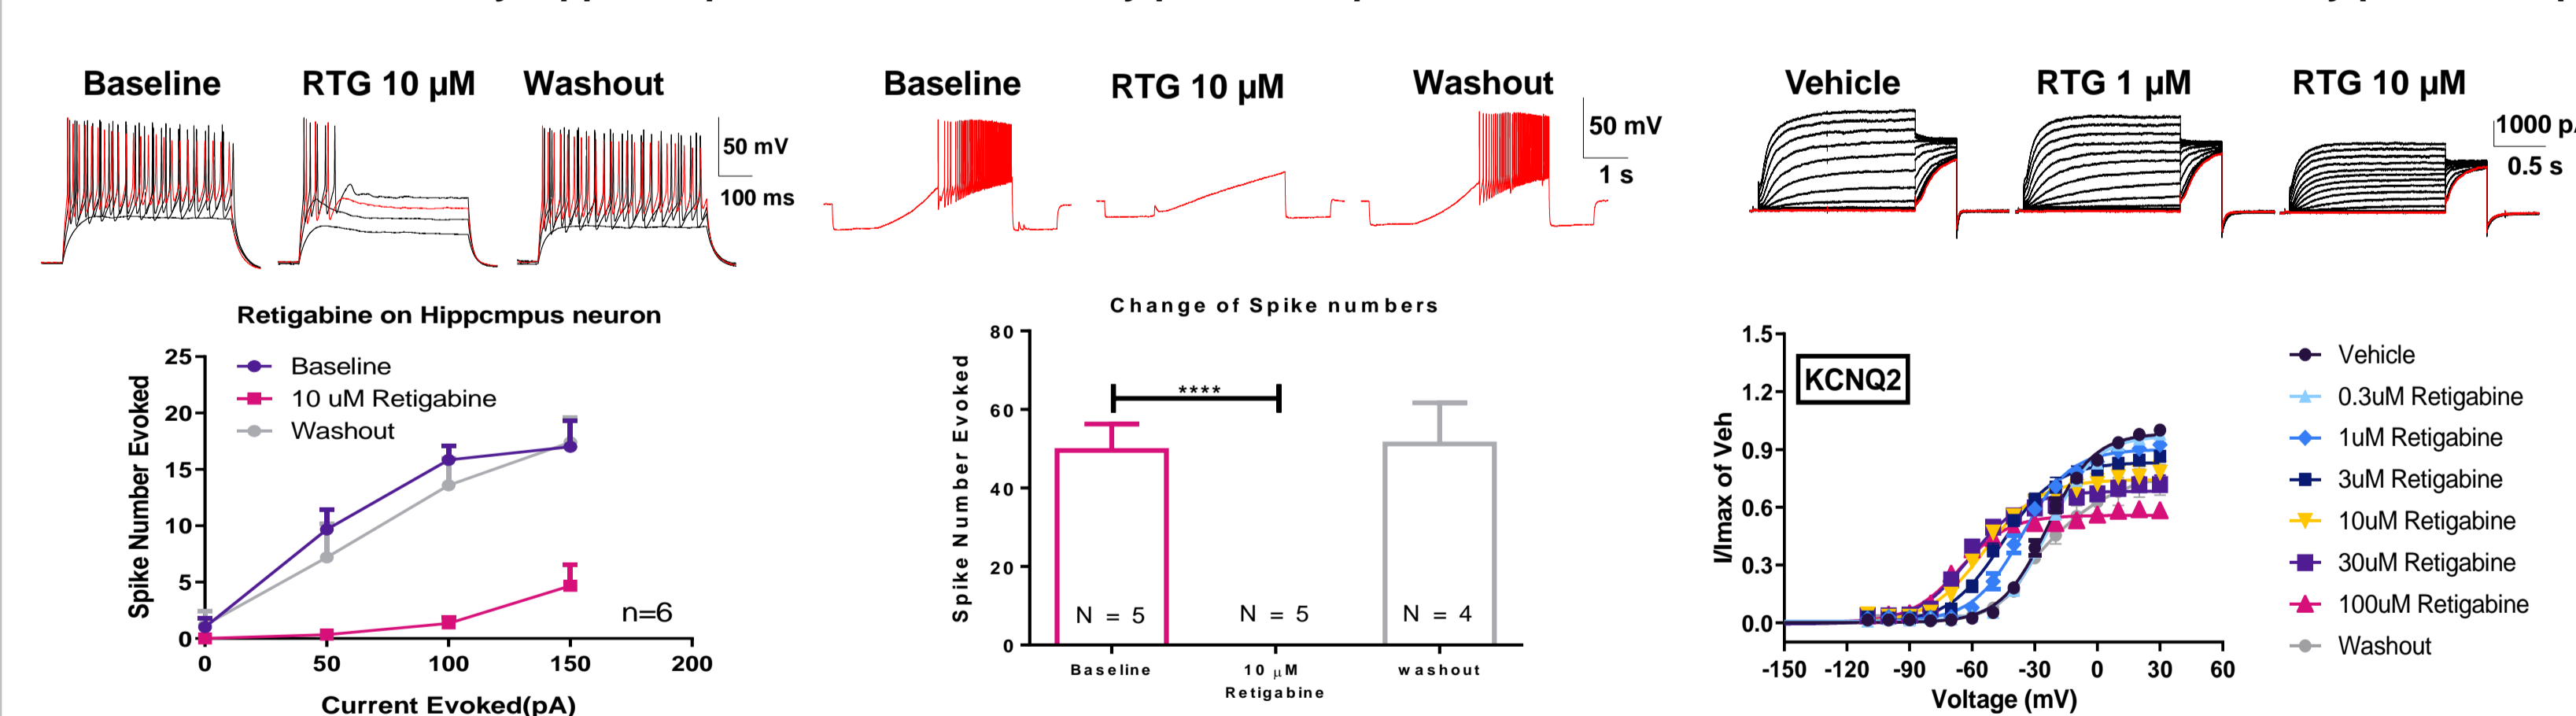 Baseline
RTG 10 µM
Washout
50 mV
100 ms
Retigabine on Hippcmpus neuron
Spike Number Evoked
25
20
15
10
5
0
Baseline
10 uM Retigabine
Washout
n=6
0 50 100 150 200
Current Evoked(pA)
Baseline
RTG 10 µM
Washout
50 mV
1 s
Change of Spike numbers
Spike Number Evoked
80
60
40
20
0
****
N = 5
N = 5
N = 4
Baseline
10 µM
Retigabine
washout
Vehicle
RTG 1 µM
RTG 10 µM
1000
0.5 s
I/Imax of Veh
1.5
1.2
0.9
0.6
0.3
0.0
KCNQ2
-150 -120 -90 -60 -30 0 30 60
Voltage (mV)
Vehicle
0.3uM Retigabine
1uM Retigabine
3uM Retigabine
10uM Retigabine
30uM Retigabine
100uM Retigabine
Washout